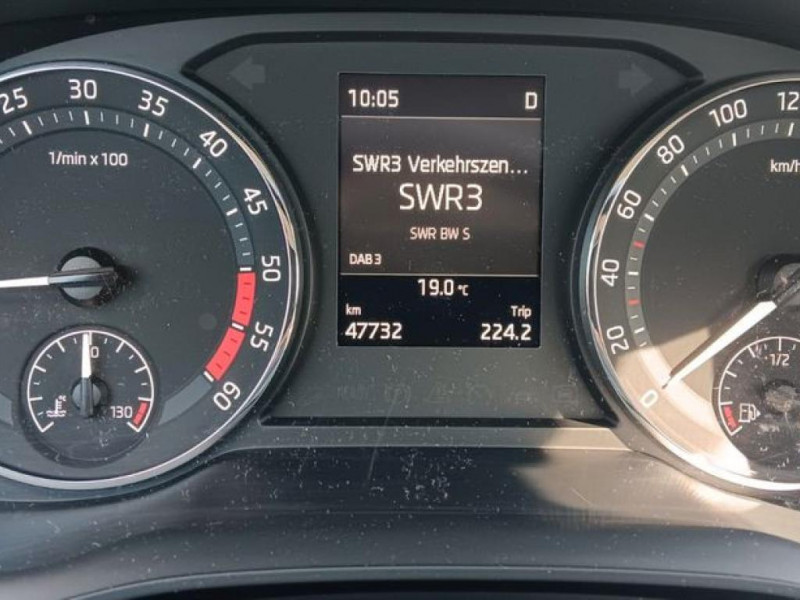 25
30
35
40
45
50
55
60
1/min x 100
130
10:05 D
SWR3 Verkehrszen...
SWR3
SWR BW S
DAB 3
19.0 °C
km Trip
47732 224.2
0
20
40
60
80
100
km/h
1/2